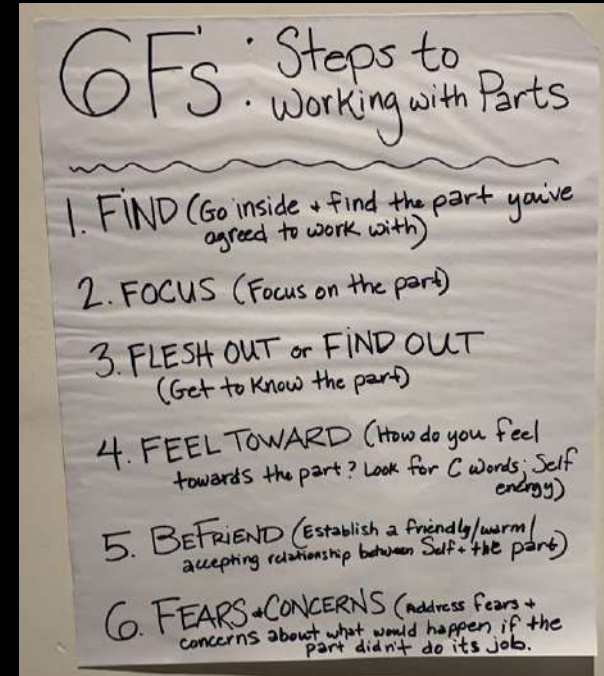 6 F's: Steps to
Working with Parts
1. FIND (Go inside + find the part you've
agreed to work with)
2. FOCUS (Focus on the part)
3. FLESH OUT or FIND OUT
(Get to Know the part)
4. FEEL TOWARD (How do you feel
towards the part? Look for C words; Self
energy)
5. BEFRIEND (Establish a friendly/warm/
accepting relationship between Self + the part)
6. FEARS + CONCERNS (Address fears +
concerns about what would happen if the
part didn't do its job.